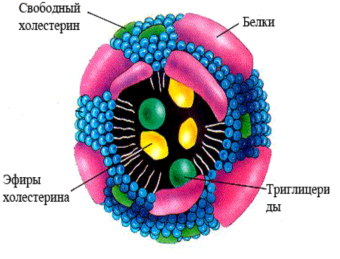 Свободный
холестерин
Белки
Эфиры
холестерина
Триглицери
ды